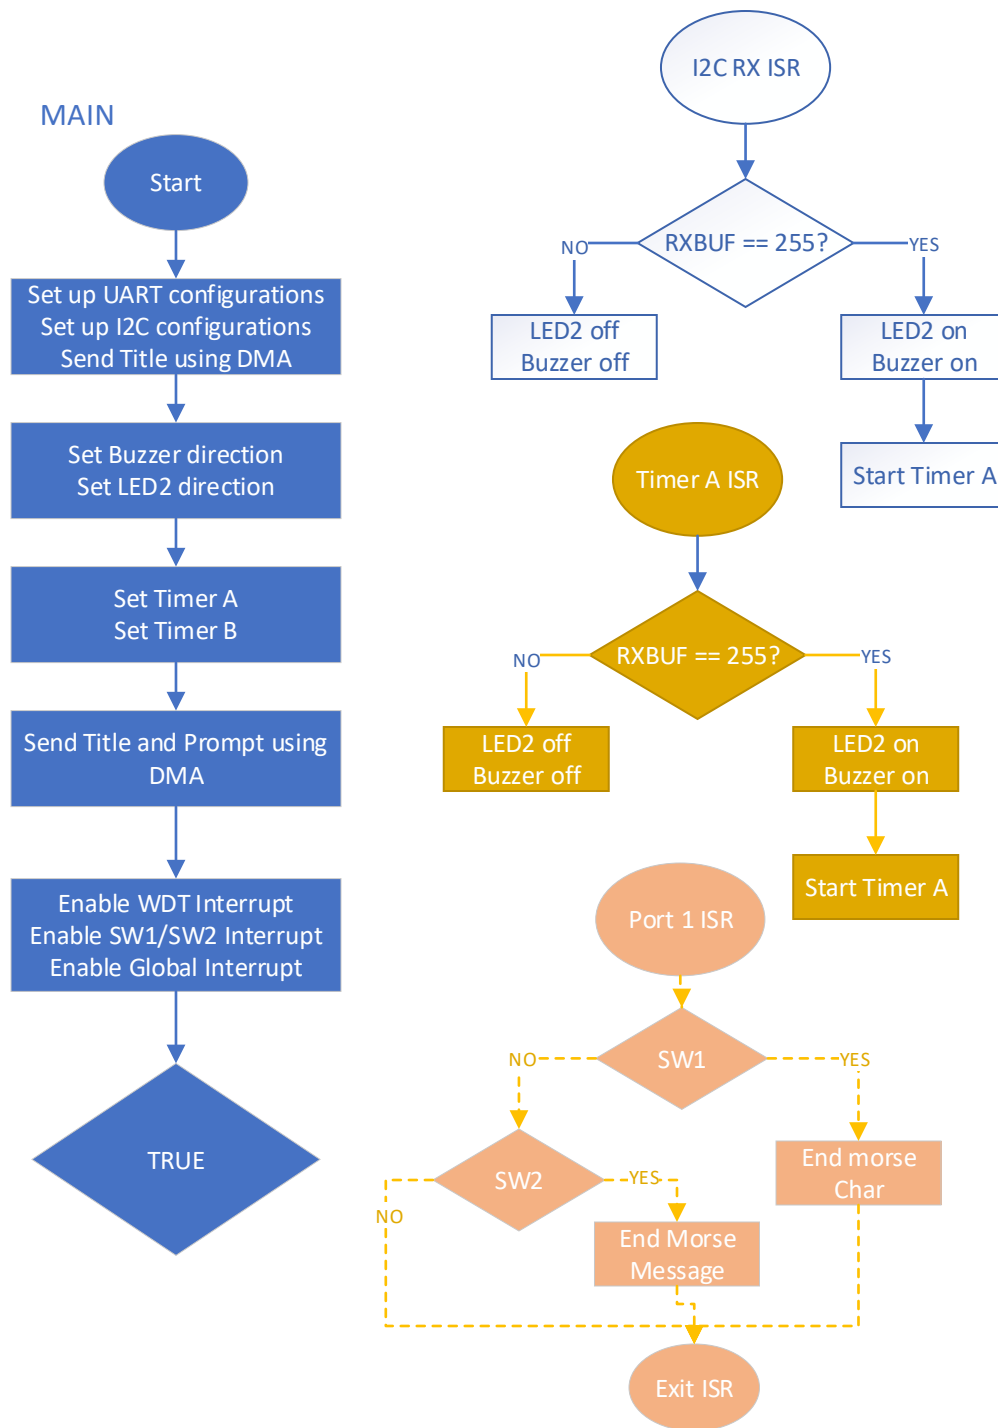 MAIN
Start
Set up UART configurations
Set up I2C configurations
Send Title using DMA
Set Buzzer direction
Set LED2 direction
Set Timer A
Set Timer B
Send Title and Prompt using
DMA
Enable WDT Interrupt
Enable SW1/SW2 Interrupt
Enable Global Interrupt
TRUE
I2C RX ISR
RXBUF == 255?
NO
YES
LED2 off
Buzzer off
LED2 on
Buzzer on
Start Timer A
Timer A ISR
RXBUF == 255?
NO
YES
LED2 off
Buzzer off
LED2 on
Buzzer on
Start Timer A
Port 1 ISR
SW1
NO
YES
SW2
YES
NO
End morse
Char
End Morse
Message
Exit ISR